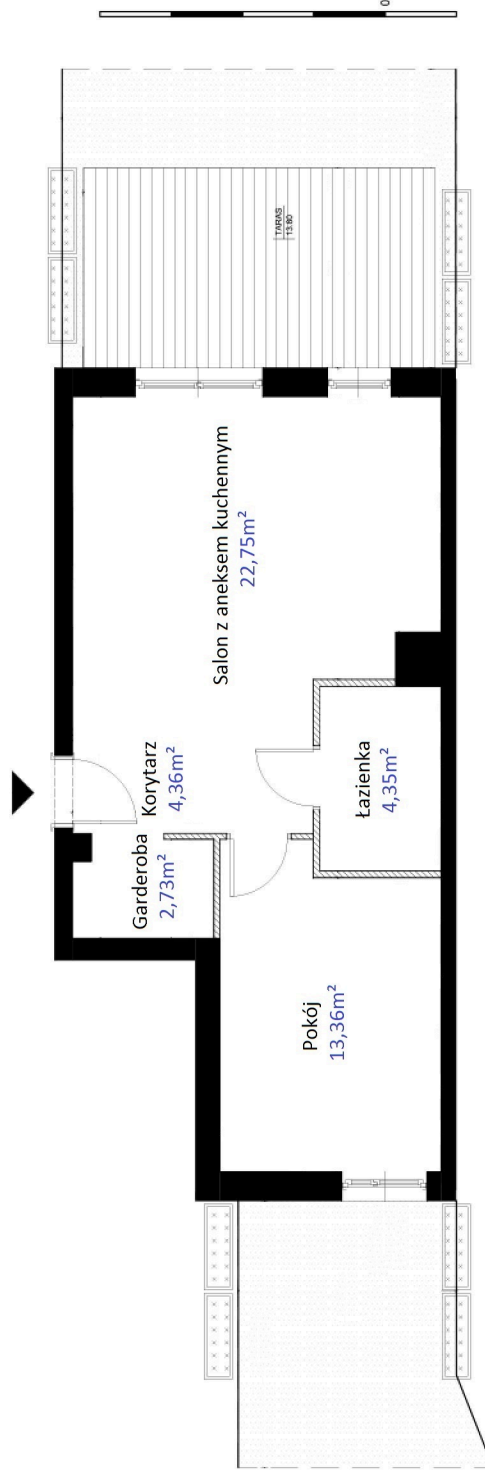 0
TARAS
13.80
Salon z aneksem kuchennym
22,75m²
Korytarz
4,36m²
Garderoba
2,73m²
Łazienka
4,35m²
Pokój
13,36m²